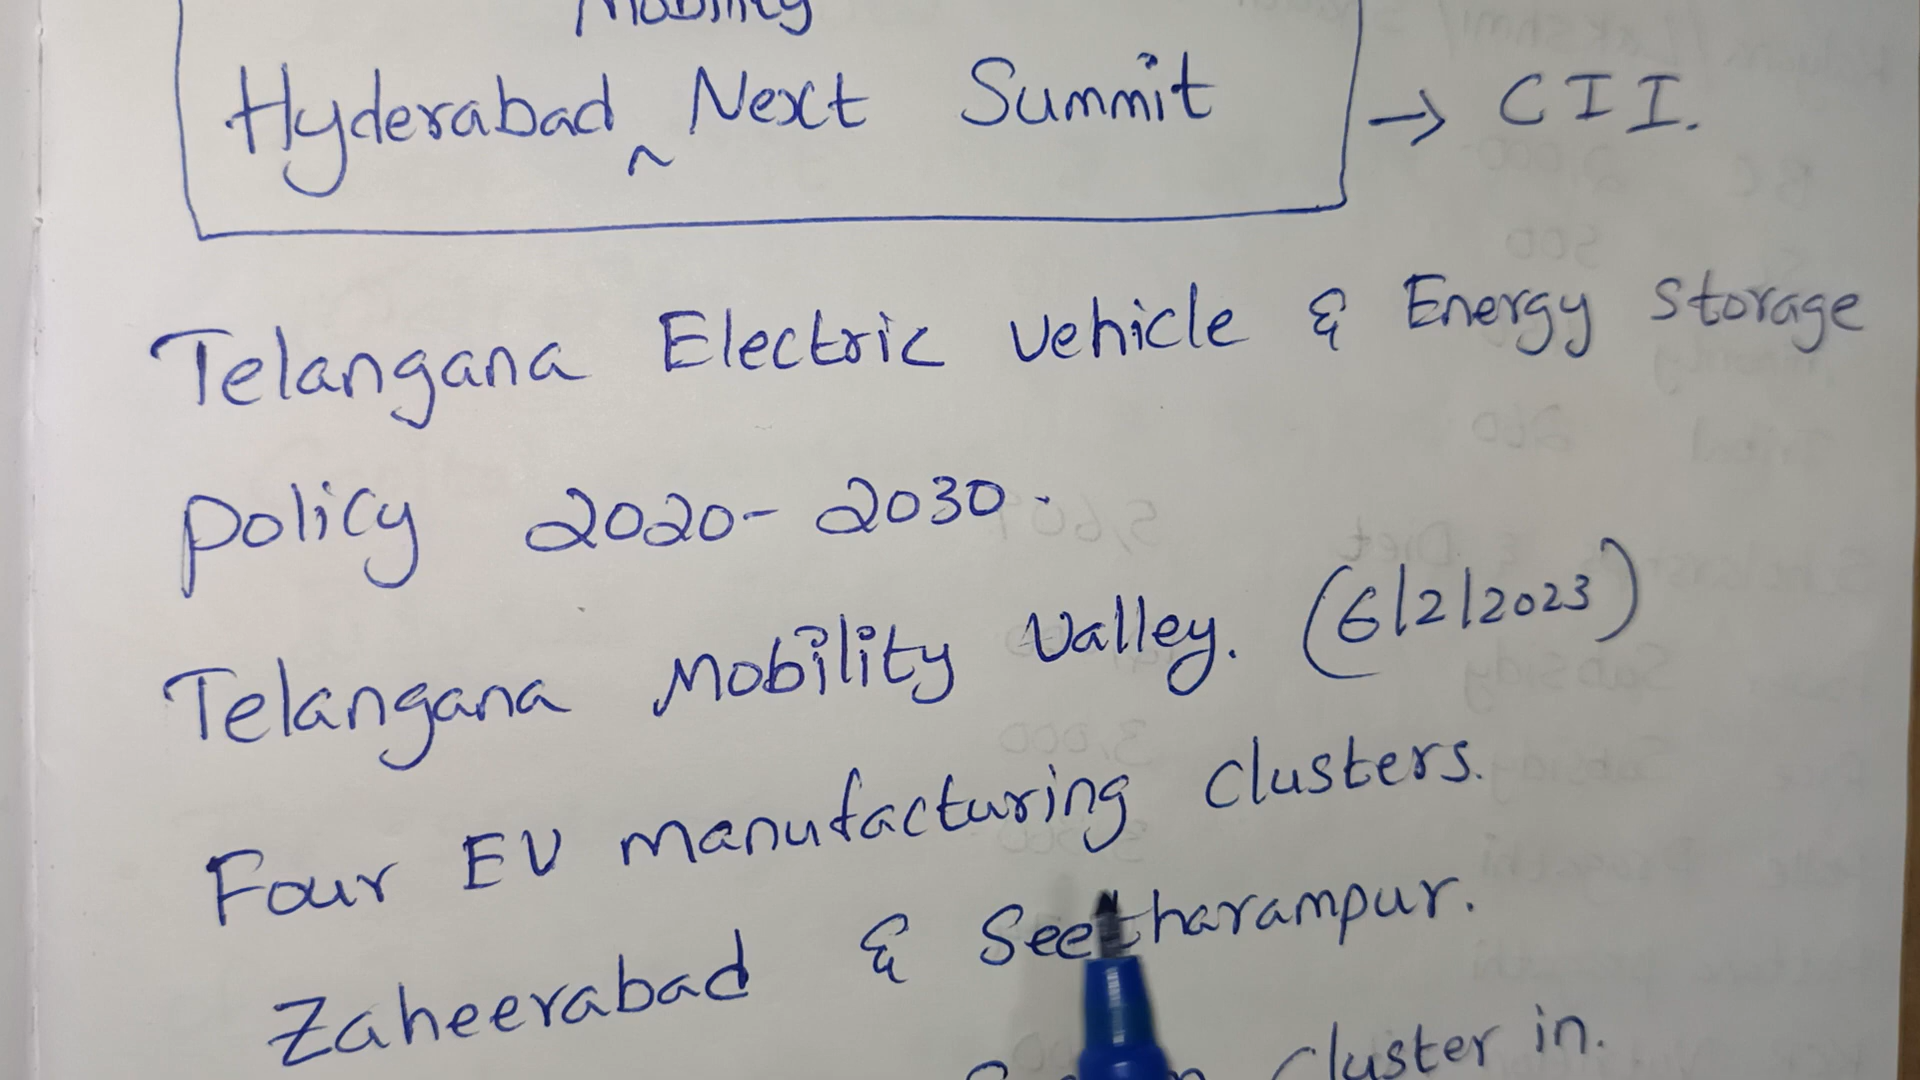 Mobility
Hyderabad ^ Next Summit → CII.
Telangana Electric Vehicle & Energy Storage
policy 2020-2030.
Telangana Mobility Valley. (6/2/2023)
Four EV manufacturing clusters.
Zaheerabad & Seetharampur.
cluster in.